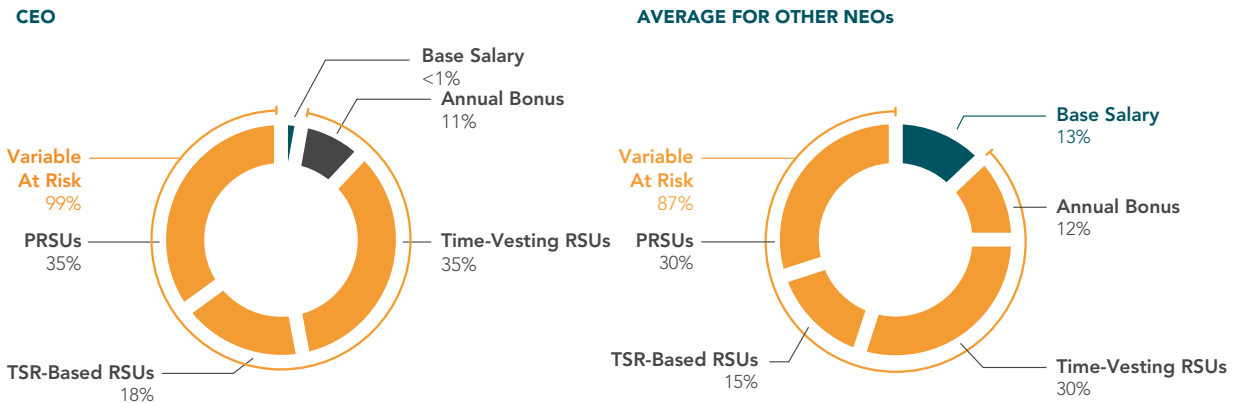 CEO
Base Salary
<1%
Annual Bonus
11%
Variable
At Risk
99%
PRSUs
35%
Time-Vesting RSUs
35%
TSR-Based RSUs
18%
AVERAGE FOR OTHER NEOs
Base Salary
13%
Variable
At Risk
87%
Annual Bonus
12%
PRSUs
30%
TSR-Based RSUs
15%
Time-Vesting RSUs
30%